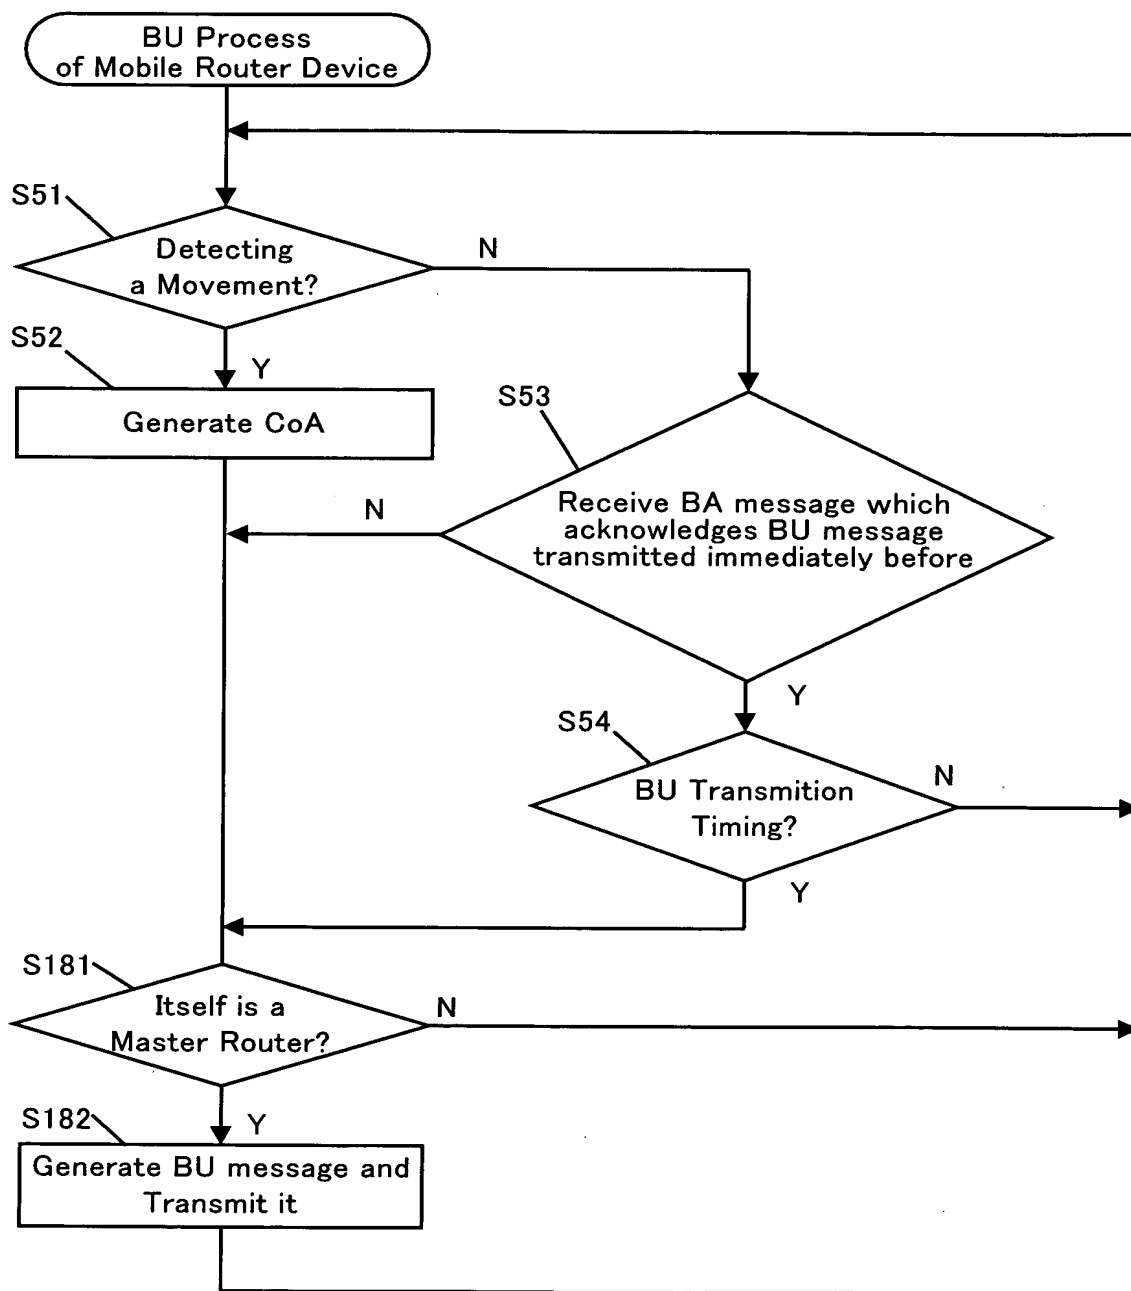 BU Process
of Mobile Router Device
S51
Detecting
a Movement?
N
S52
Y
Generate CoA
S53
Receive BA message which
acknowledges BU message
transmitted immediately before
N
Y
S54
BU Transmition
Timing?
N
Y
S181
Itself is a
Master Router?
N
S182
Y
Generate BU message and
Transmit it